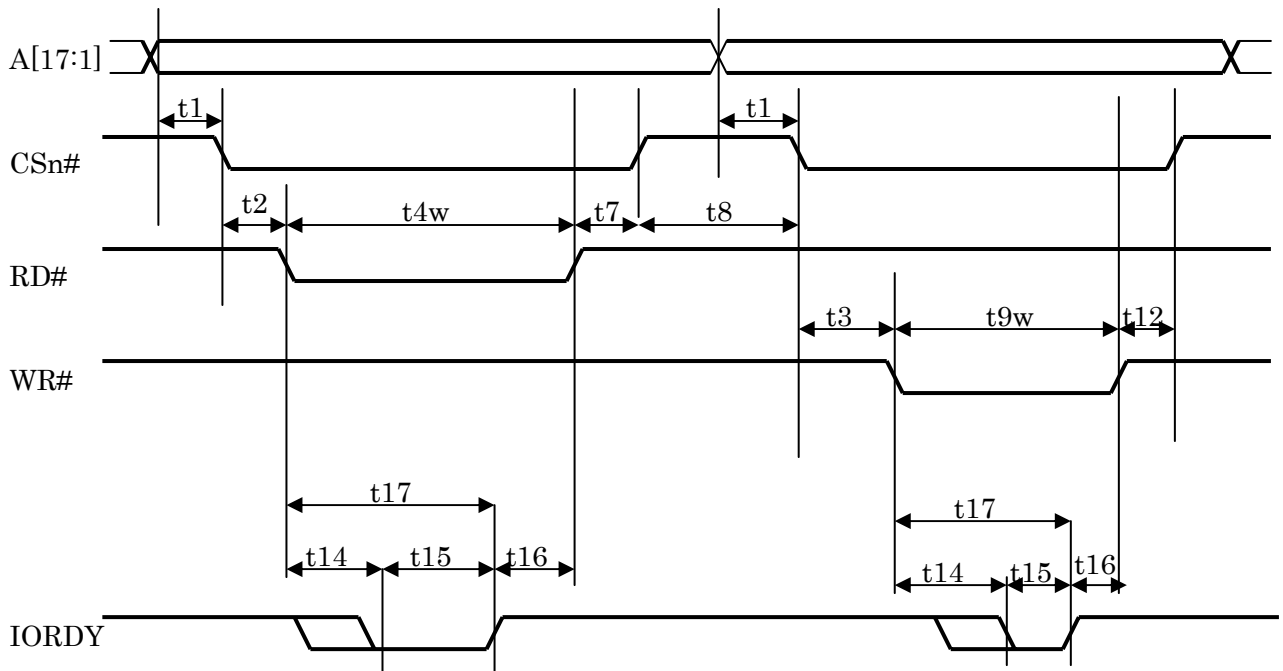 A[17:1]
t1 t1
CSn#
t2 t4w t7 t8
RD#
t3 t9w t12
WR#
t17 t17
t14 t15 t16 t14 t15 t16
IORDY